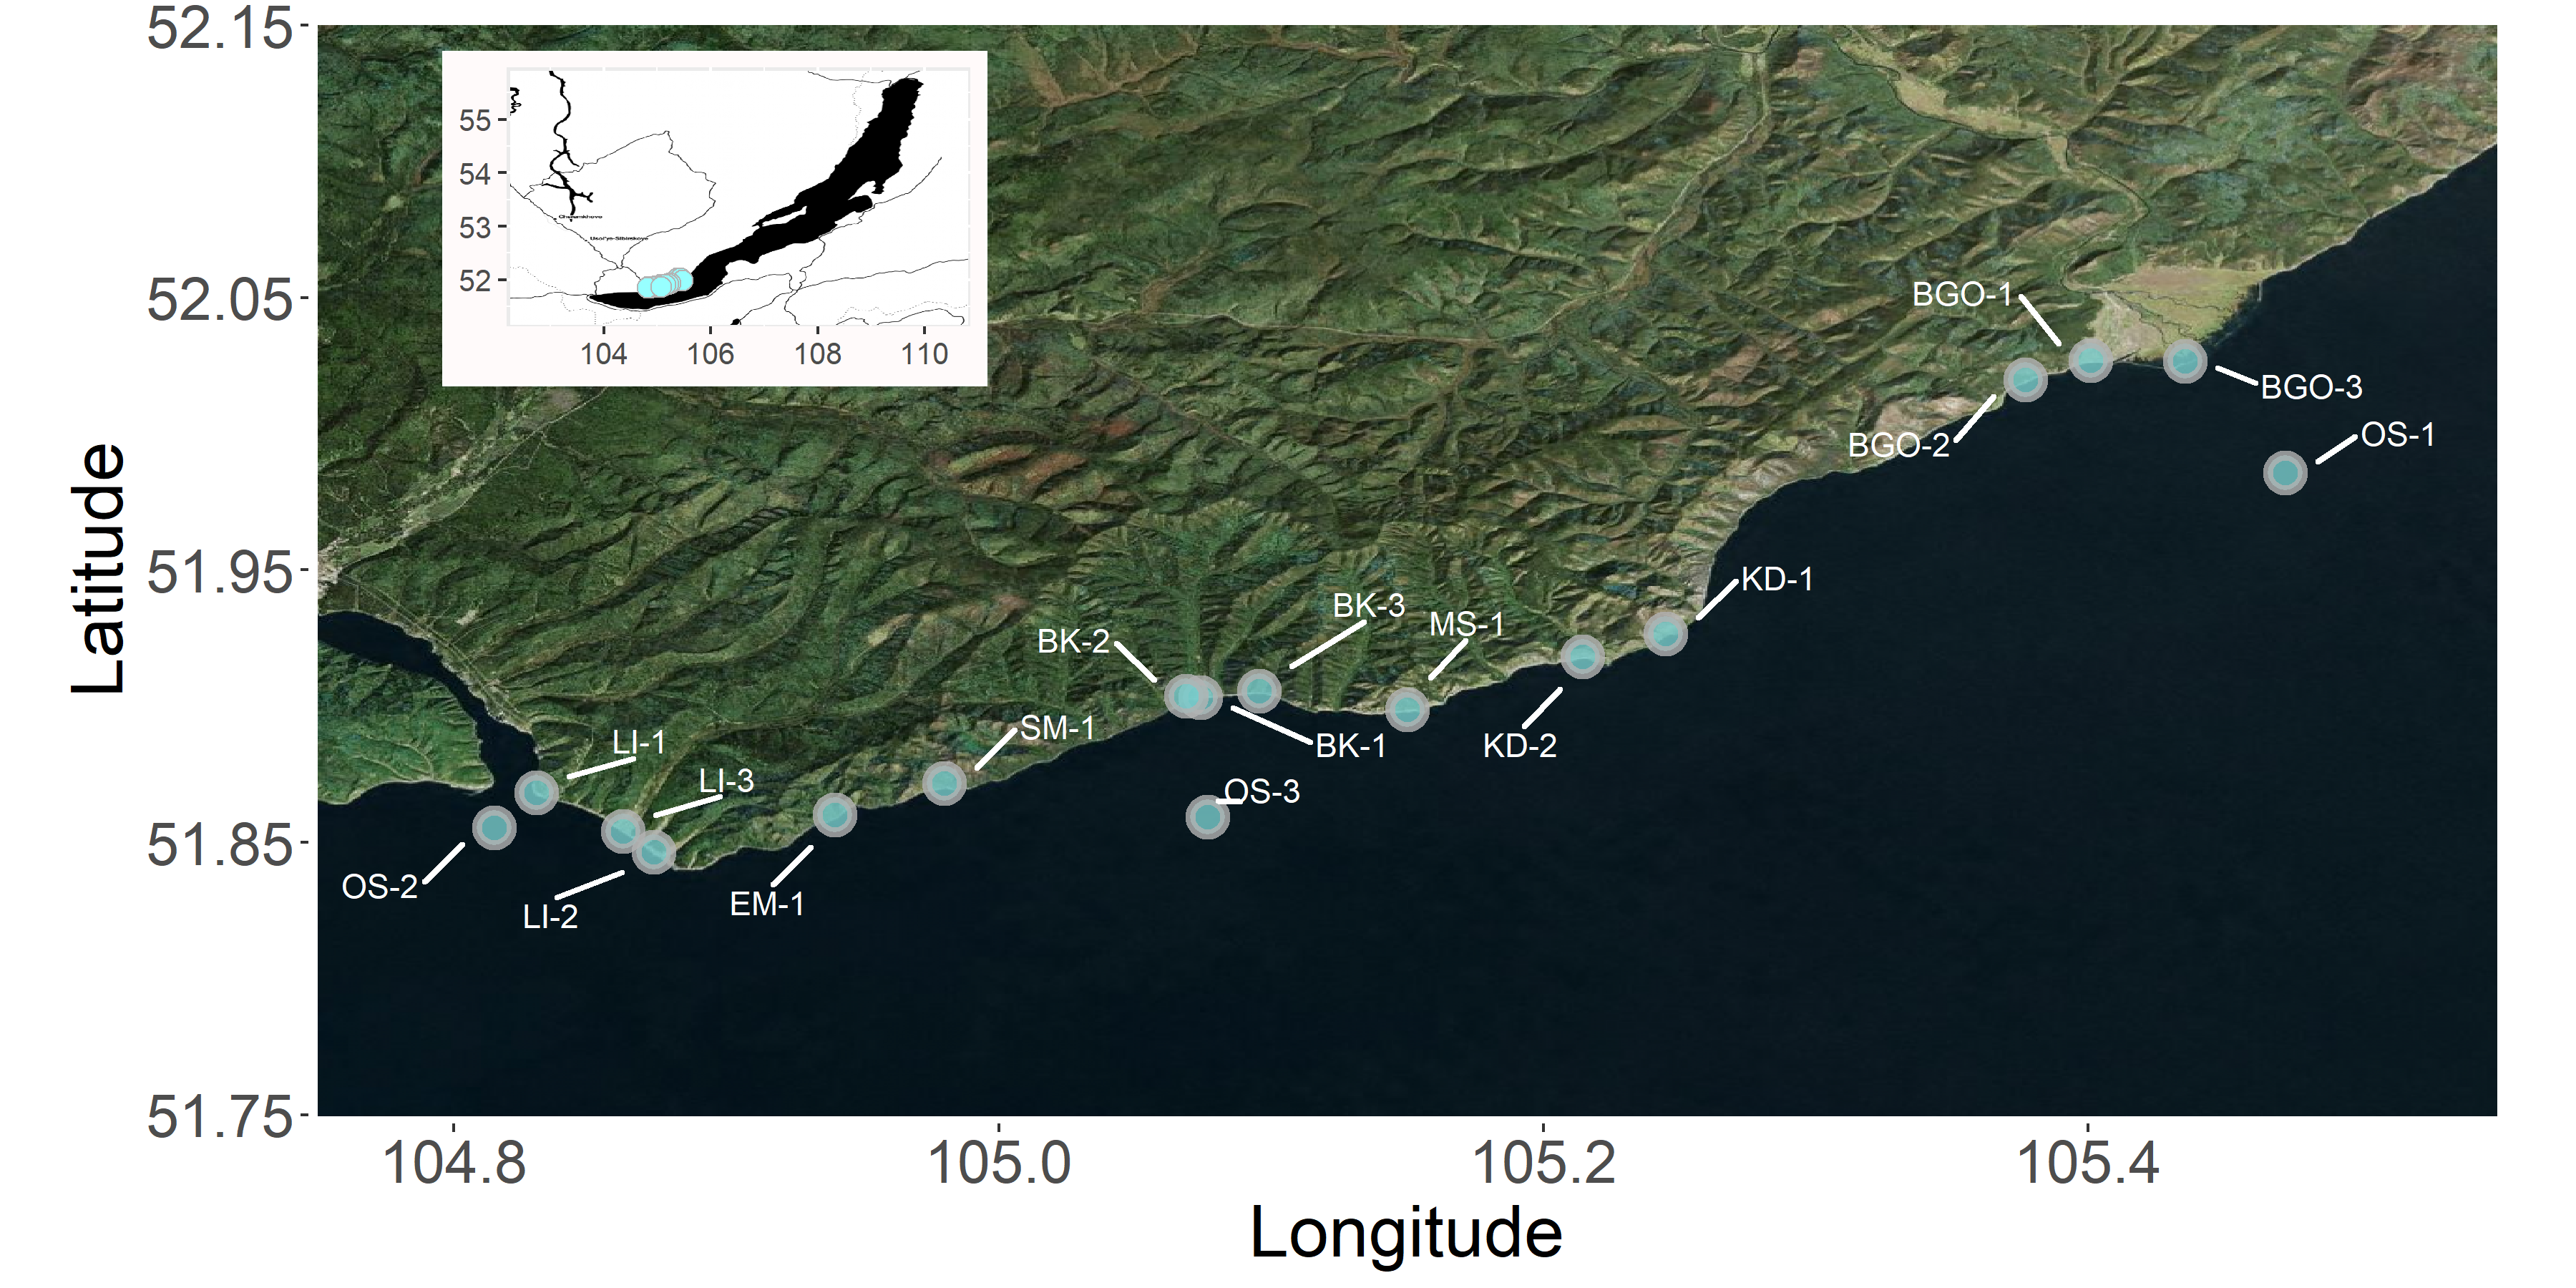 52.15
52.05
51.95
51.85
51.75
Latitude
55
54
53
52
Usol'ye-Sibirskoye
104 106 108 110
BGO-1
BGO-3
BGO-2
OS-1
KD-1
BK-3
MS-1
BK-2
SM-1
BK-1
KD-2
LI-1
LI-3
OS-3
OS-2
LI-2
EM-1
104.8 105.0 105.2 105.4
Longitude